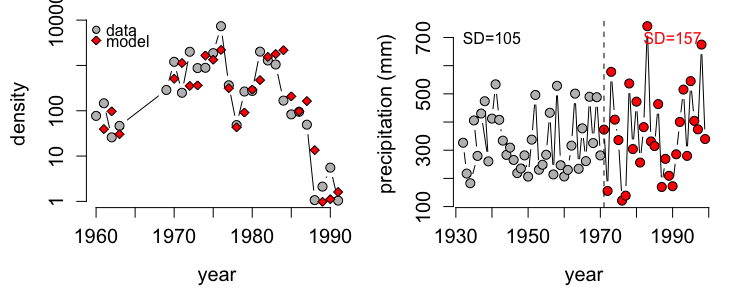 density
10000
100
10
1
data
model
1960
1970
1980
1990
year
precipitation (mm)
700
500
300
100
SD=105
SD=157
1930
1950
1970
1990
year